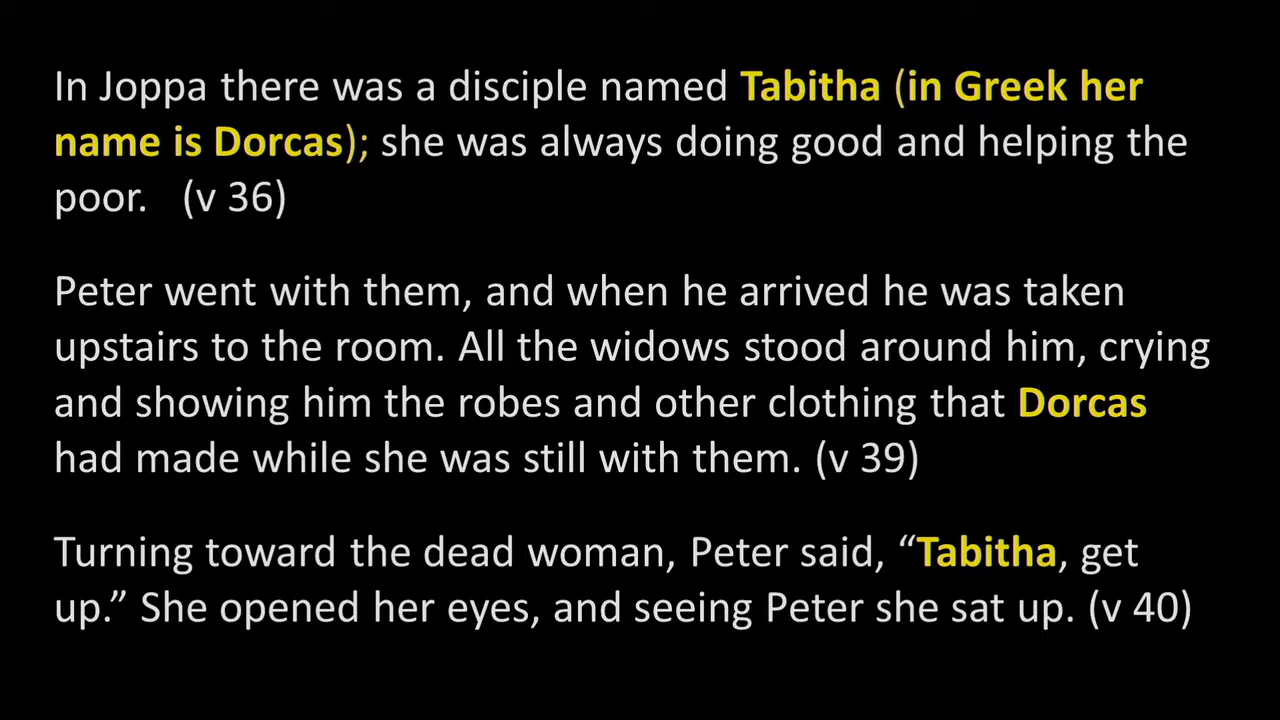 In Joppa there was a disciple named Tabitha (in Greek her
name is Dorcas); she was always doing good and helping the
poor. (v 36)
Peter went with them, and when he arrived he was taken
upstairs to the room. All the widows stood around him, crying
and showing him the robes and other clothing that Dorcas
had made while she was still with them. (v 39)
Turning toward the dead woman, Peter said, “Tabitha, get
up.” She opened her eyes, and seeing Peter she sat up. (v 40)